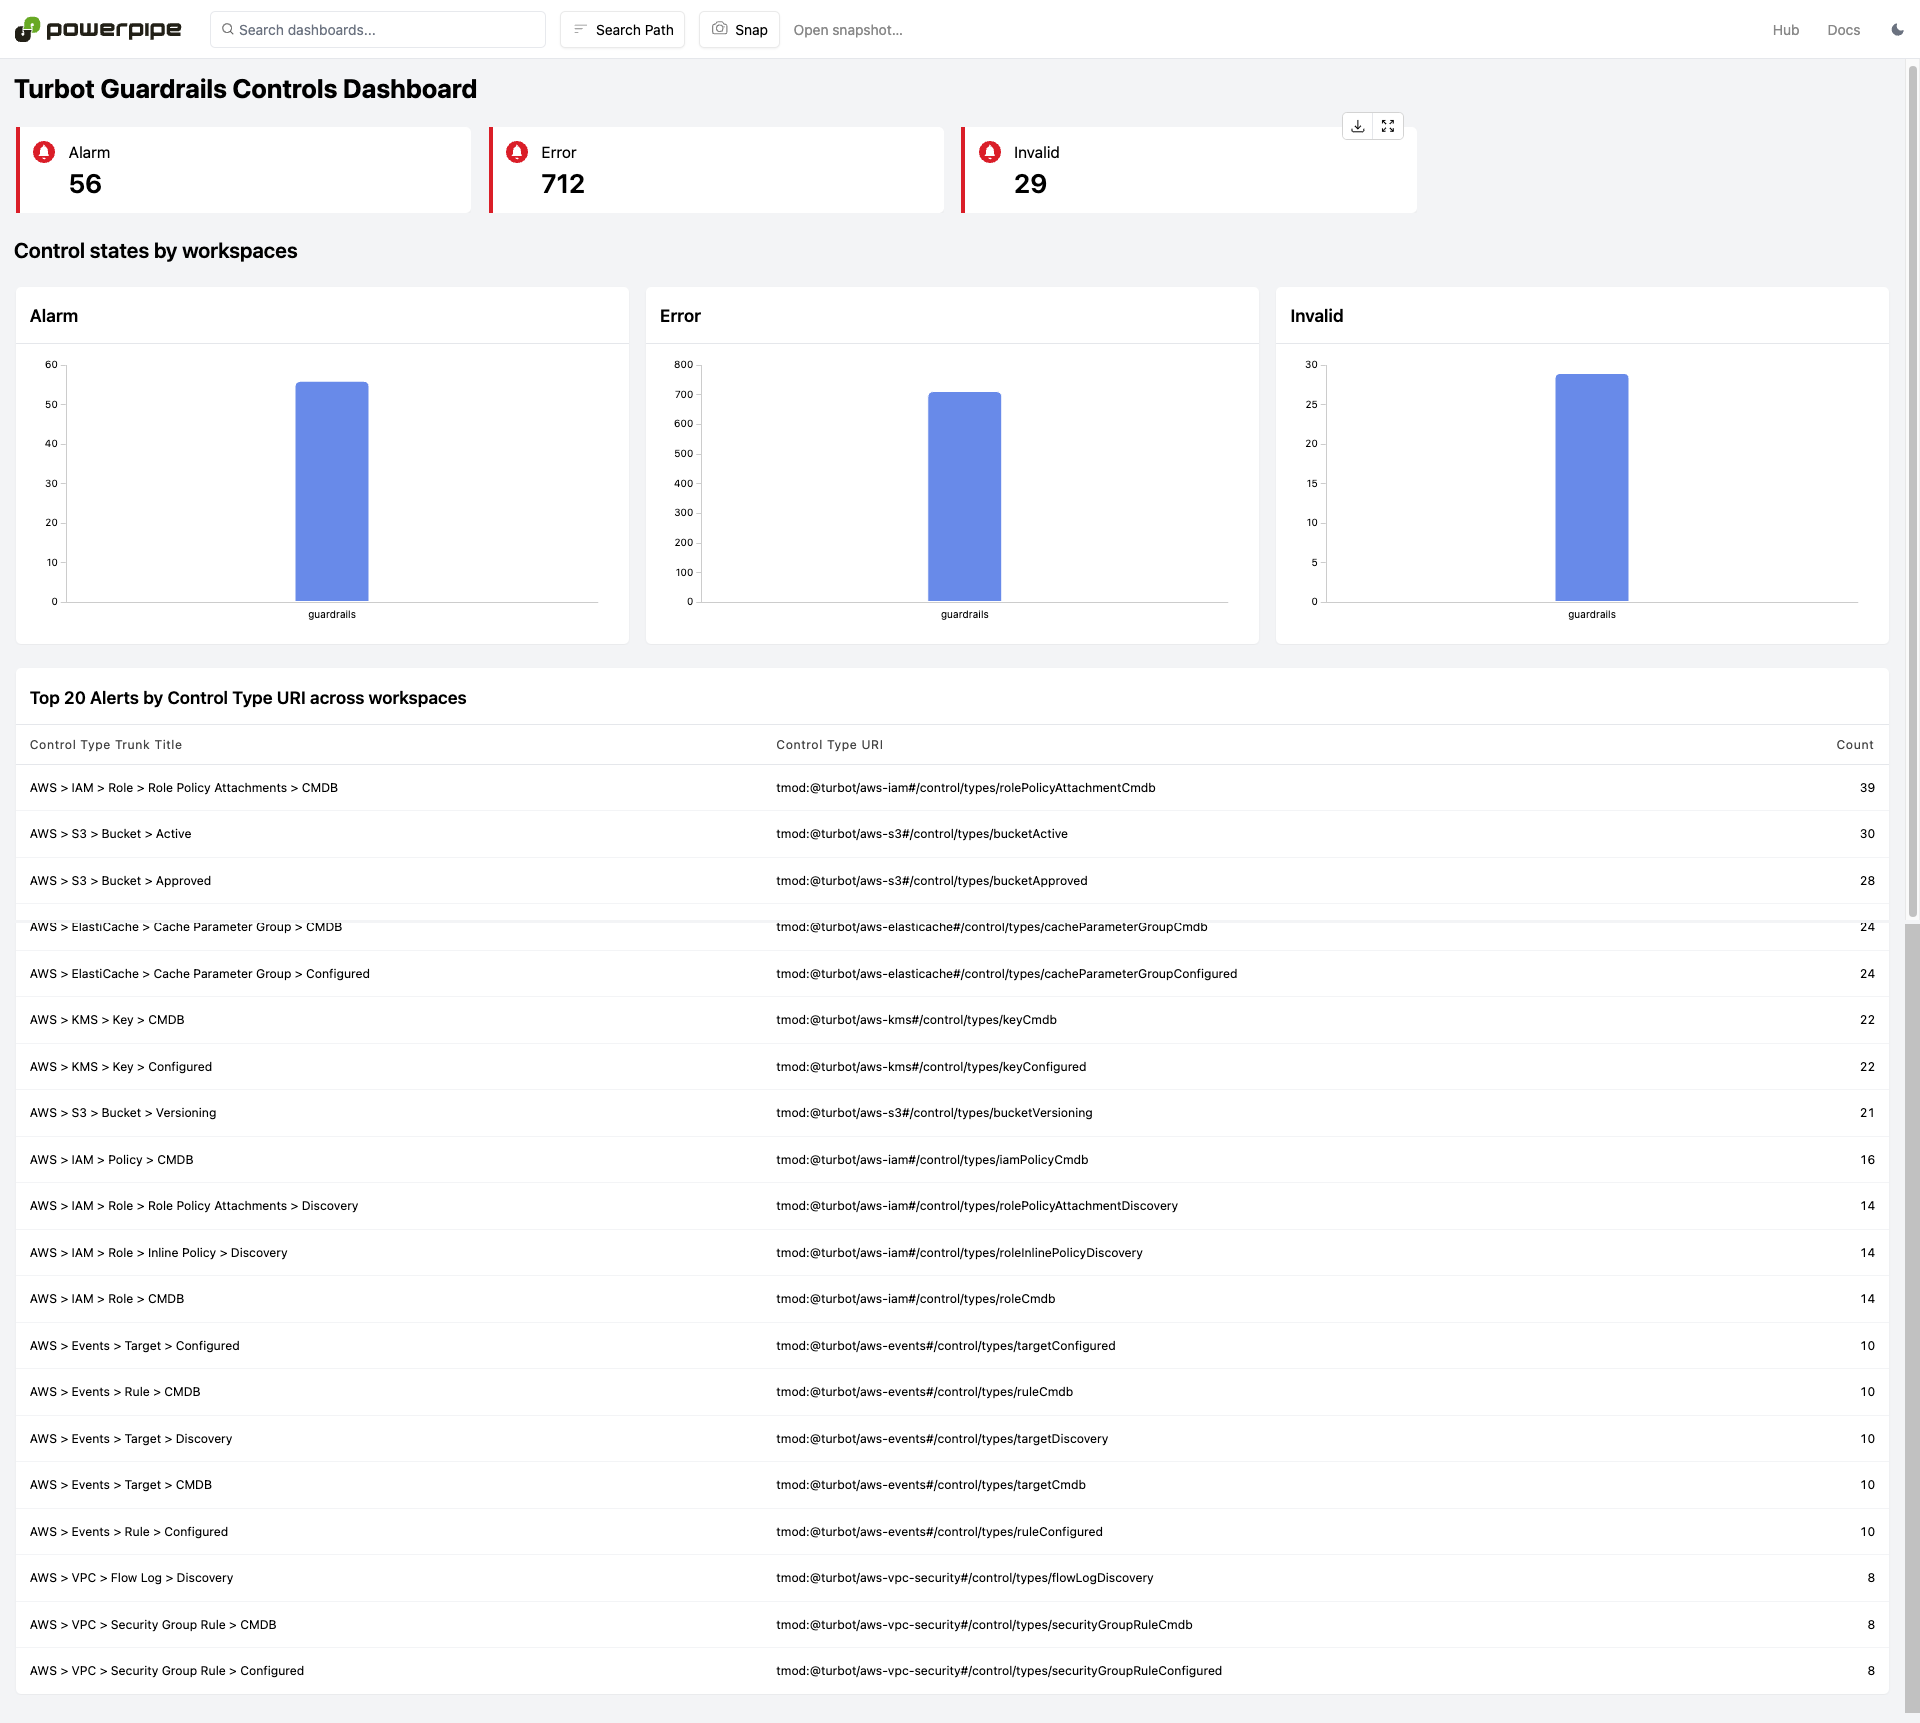 powerpipe
Search dashboards...
Search Path
Snap
Open snapshot...
Hub
Docs
Turbot Guardrails Controls Dashboard
Alarm
56
Error
712
Invalid
29
Control states by workspaces
Alarm
60
50
40
30
20
10
0
guardrails
Error
800
700
600
500
400
300
200
100
0
guardrails
Invalid
30
25
20
15
10
5
0
guardrails
Top 20 Alerts by Control Type URI across workspaces
Control Type Trunk Title Control Type URI Count
AWS > IAM > Role > Role Policy Attachments > CMDB tmod:@turbot/aws-iam#/control/types/rolePolicyAttachmentCmdb 39
AWS > S3 > Bucket > Active tmod:@turbot/aws-s3#/control/types/bucketActive 30
AWS > S3 > Bucket > Approved tmod:@turbot/aws-s3#/control/types/bucketApproved 28
AWS > ElastiCache > Cache Parameter Group > CMDB tmod:@turbot/aws-elasticache#/control/types/cacheParameterGroupCmdb 24
AWS > ElastiCache > Cache Parameter Group > Configured tmod:@turbot/aws-elasticache#/control/types/cacheParameterGroupConfigured 24
AWS > KMS > Key > CMDB tmod:@turbot/aws-kms#/control/types/keyCmdb 22
AWS > KMS > Key > Configured tmod:@turbot/aws-kms#/control/types/keyConfigured 22
AWS > S3 > Bucket > Versioning tmod:@turbot/aws-s3#/control/types/bucketVersioning 21
AWS > IAM > Policy > CMDB tmod:@turbot/aws-iam#/control/types/iamPolicyCmdb 16
AWS > IAM > Role > Role Policy Attachments > Discovery tmod:@turbot/aws-iam#/control/types/rolePolicyAttachmentDiscovery 14
AWS > IAM > Role > Inline Policy > Discovery tmod:@turbot/aws-iam#/control/types/roleInlinePolicyDiscovery 14
AWS > IAM > Role > CMDB tmod:@turbot/aws-iam#/control/types/roleCmdb 14
AWS > Events > Target > Configured tmod:@turbot/aws-events#/control/types/targetConfigured 10
AWS > Events > Rule > CMDB tmod:@turbot/aws-events#/control/types/ruleCmdb 10
AWS > Events > Target > Discovery tmod:@turbot/aws-events#/control/types/targetDiscovery 10
AWS > Events > Target > CMDB tmod:@turbot/aws-events#/control/types/targetCmdb 10
AWS > Events > Rule > Configured tmod:@turbot/aws-events#/control/types/ruleConfigured 10
AWS > VPC > Flow Log > Discovery tmod:@turbot/aws-vpc-security#/control/types/flowLogDiscovery 8
AWS > VPC > Security Group Rule > CMDB tmod:@turbot/aws-vpc-security#/control/types/securityGroupRuleCmdb 8
AWS > VPC > Security Group Rule > Configured tmod:@turbot/aws-vpc-security#/control/types/securityGroupRuleConfigured 8